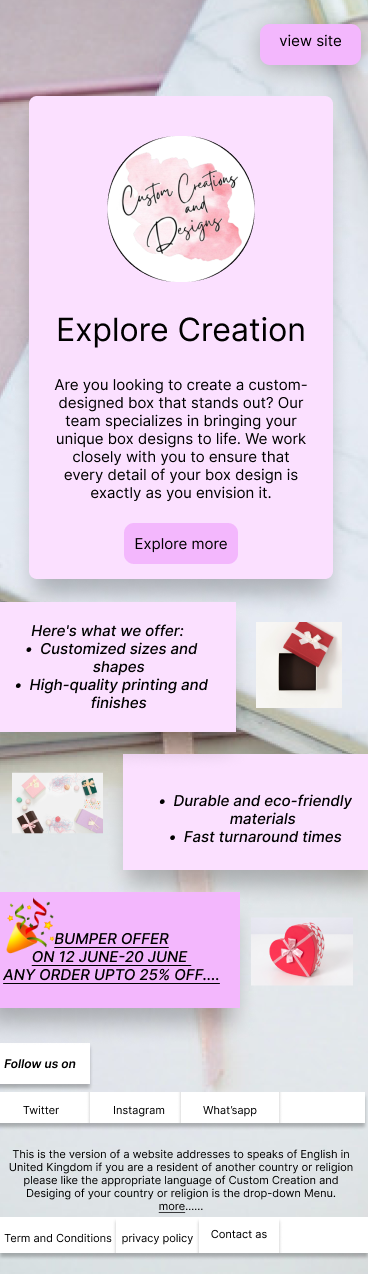 view site
Custom Creations
and
Designs
Explore Creation
Are you looking to create a custom-
designed box that stands out? Our
team specializes in bringing your
unique box designs to life. We work
closely with you to ensure that
every detail of your box design is
exactly as you envision it.
Explore more
Here's what we offer:
• Customized sizes and
shapes
• High-quality printing and
finishes
• Durable and eco-friendly
materials
• Fast turnaround times
BUMPER OFFER
ON 12 JUNE-20 JUNE
ANY ORDER UPTO 25% OFF....
Follow us on
Twitter Instagram What'sapp
This is the version of a website addresses to speaks of English in
United Kingdom if you are a resident of another country or religion
please like the appropriate language of Custom Creation and
Desiging of your country or religion is the drop-down Menu.
more......
Term and Conditions privacy policy Contact as